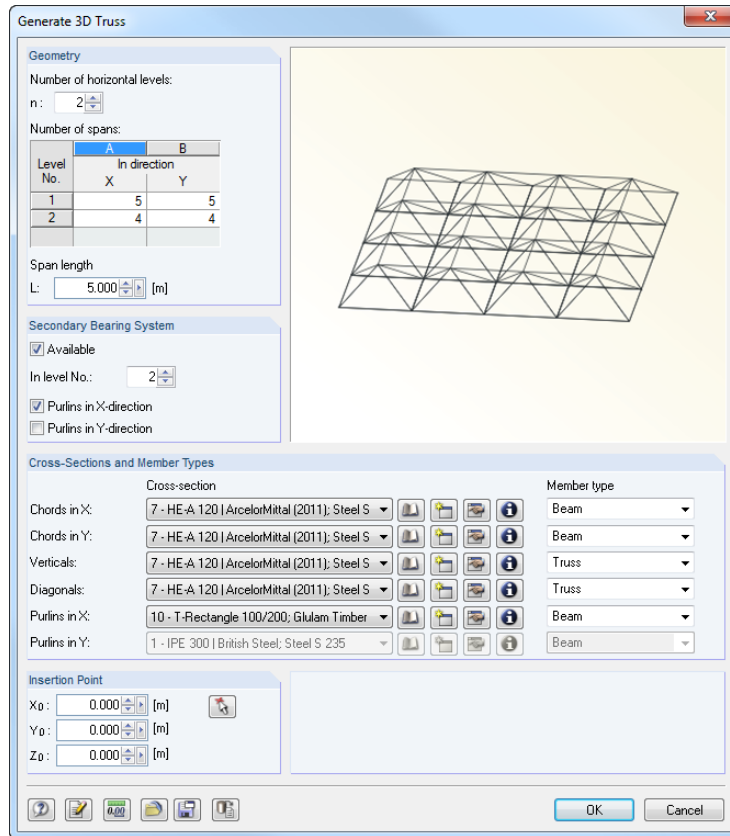 Generate 3D Truss
Geometry
Number of horizontal levels:
n: 2
Number of spans:
A B
Level No. In direction
X Y
1 5 5
2 4 4
Span length
L: 5.000 [m]
Secondary Bearing System
Available
In level No.: 2
Purlins in X-direction
Purlins in Y-direction
Cross-Sections and Member Types
Cross-section Member type
Chords in X: 7 - HE-A 120 | ArcelorMittal (2011); Steel S Beam
Chords in Y: 7 - HE-A 120 | ArcelorMittal (2011); Steel S Beam
Verticals: 7 - HE-A 120 | ArcelorMittal (2011); Steel S Truss
Diagonals: 7 - HE-A 120 | ArcelorMittal (2011); Steel S Truss
Purlins in X: 10 - T-Rectangle 100/200; Glulam Timber Beam
Purlins in Y: 1 - IPE 300 | British Steel; Steel S 235 Beam
Insertion Point
X0: 0.000 [m]
Y0: 0.000 [m]
Z0: 0.000 [m]
0.00
OK Cancel